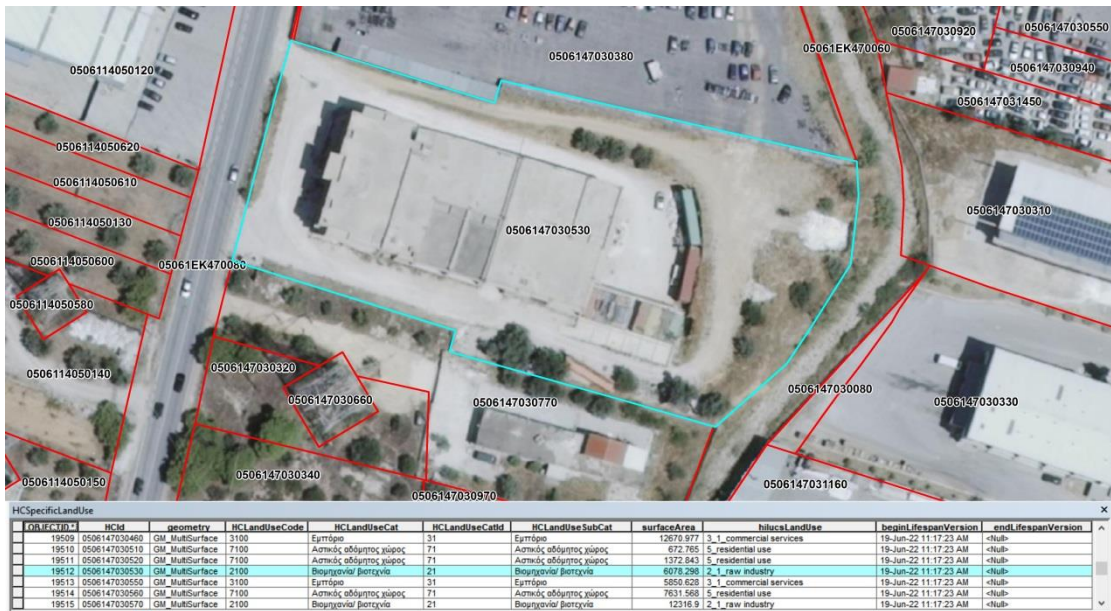 0506147030920
0506147030550
0506147030380
05061EK470060
0506114050120
0506147030940
0506147031450
0506114050620
0506114050610
0506147030310
0506114050130
0506147030530
0506114050600
05061EK470080
0506114050580
0506114050140
0506147030320
0506147030080
0506147030660
0506147030770
0506147030330
0506147030340
0506114050150
0506147031160
0506147030970
HCSpecificLandUse ×
OBJECTID * HCId geometry HCLandUseCode HCLandUseCat HCLandUseCatId HCLandUseSubCat surfaceArea hilucsLandUse beginLifespanVersion endLifespanVersion
19509 0506147030460 GM_MultiSurface 3100 Εμπόριο 31 Εμπόριο 12670.977 3_1_commercial services 19-Jun-22 11:17:23 AM <Null>
19510 0506147030510 GM_MultiSurface 7100 Αστικός αδόμητος χώρος 71 Αστικός αδόμητος χώρος 672.765 5_residential use 19-Jun-22 11:17:23 AM <Null>
19511 0506147030520 GM_MultiSurface 7100 Αστικός αδόμητος χώρος 71 Αστικός αδόμητος χώρος 1372.843 5_residential use 19-Jun-22 11:17:23 AM <Null>
19512 0506147030530 GM_MultiSurface 2100 Βιομηχανία/ βιοτεχνία 21 Βιομηχανία/ βιοτεχνία 6078.298 2_1_raw industry 19-Jun-22 11:17:23 AM <Null>
19513 0506147030550 GM_MultiSurface 3100 Εμπόριο 31 Εμπόριο 5850.628 3_1_commercial services 19-Jun-22 11:17:23 AM <Null>
19514 0506147030560 GM_MultiSurface 7100 Αστικός αδόμητος χώρος 71 Αστικός αδόμητος χώρος 7631.568 5_residential use 19-Jun-22 11:17:23 AM <Null>
19515 0506147030570 GM_MultiSurface 2100 Βιομηχανία/ βιοτεχνία 21 Βιομηχανία/ βιοτεχνία 12316.9 2_1_raw industry 19-Jun-22 11:17:23 AM <Null>